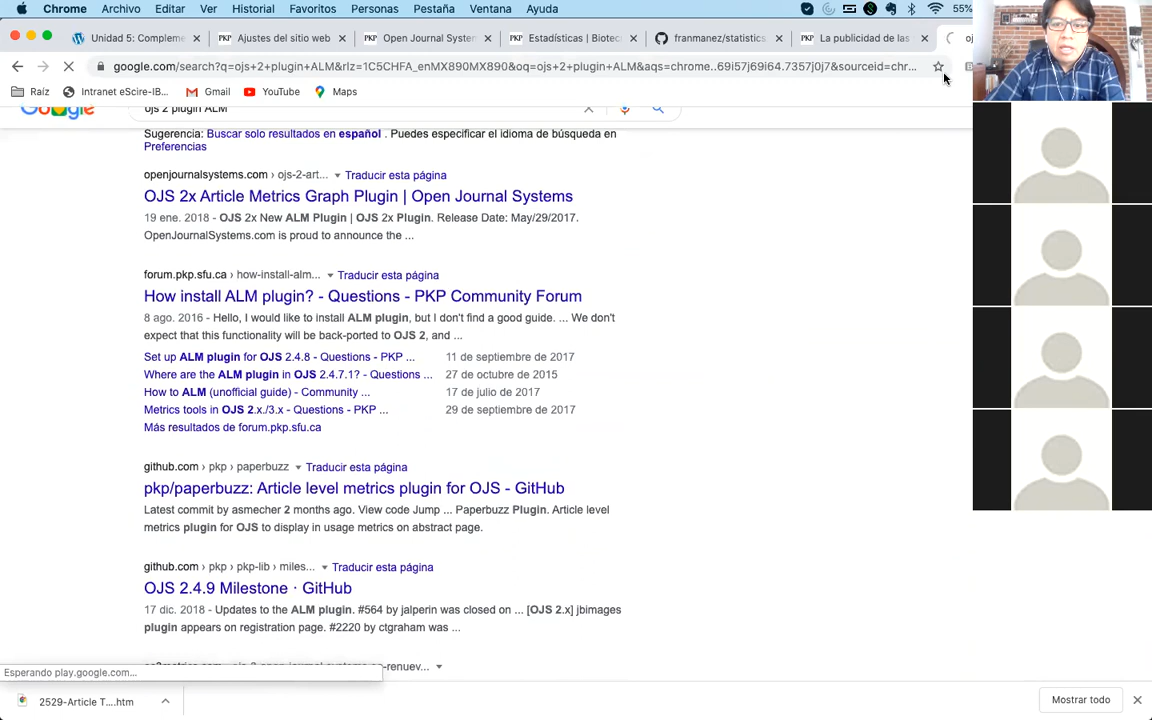 Chrome Archivo Editar Ver Historial Favoritos Personas Pestaña Ventana Ayuda 55%
Unidad 5: Compleme × PKP Ajustes del sitio web × PKP Open Journal System × PKP Estadísticas | Biotec × franmanez/statistics × PKP La publicidad de las ×
google.com/search?q=ojs+2+plugin+ALM&rlz=1C5CHFA_enMX890MX890&oq=ojs+2+plugin+ALM&aqs=chrome..69i57j69i64.7357j0j7&sourceid=chr...
Raíz Intranet eScire-IB... Gmail YouTube Maps
Google ojs 2 plugin ALM
Sugerencia: Buscar solo resultados en español . Puedes especificar el idioma de búsqueda en
Preferencias
openjournalsystems.com › ojs-2-art... Traducir esta página
OJS 2x Article Metrics Graph Plugin | Open Journal Systems
19 ene. 2018 - OJS 2x New ALM Plugin | OJS 2x Plugin. Release Date: May/29/2017.
OpenJournalSystems.com is proud to announce the ...
forum.pkp.sfu.ca › how-install-alm... Traducir esta página
How install ALM plugin? - Questions - PKP Community Forum
8 ago. 2016 - Hello, I would like to install ALM plugin, but I don't find a good guide. ... We don't
expect that this functionality will be back-ported to OJS 2, and ...
Set up ALM plugin for OJS 2.4.8 - Questions - PKP ... 11 de septiembre de 2017
Where are the ALM plugin in OJS 2.4.7.1? - Questions ... 27 de octubre de 2015
How to ALM (unofficial guide) - Community ... 17 de julio de 2017
Metrics tools in OJS 2.x./3.x - Questions - PKP ... 29 de septiembre de 2017
Más resultados de forum.pkp.sfu.ca
github.com › pkp › paperbuzz Traducir esta página
pkp/paperbuzz: Article level metrics plugin for OJS - GitHub
Latest commit by asmecher 2 months ago. View code Jump ... Paperbuzz Plugin. Article level
metrics plugin for OJS to display in usage metrics on abstract page.
github.com › pkp › pkp-lib › miles... Traducir esta página
OJS 2.4.9 Milestone · GitHub
17 dic. 2018 - Updates to the ALM plugin. #564 by jalperin was closed on ... [OJS 2.x] jbimages
plugin appears on registration page. #2220 by ctgraham was ...
-renuev...
Esperando play.google.com...
2529-Article T....htm Mostrar todo